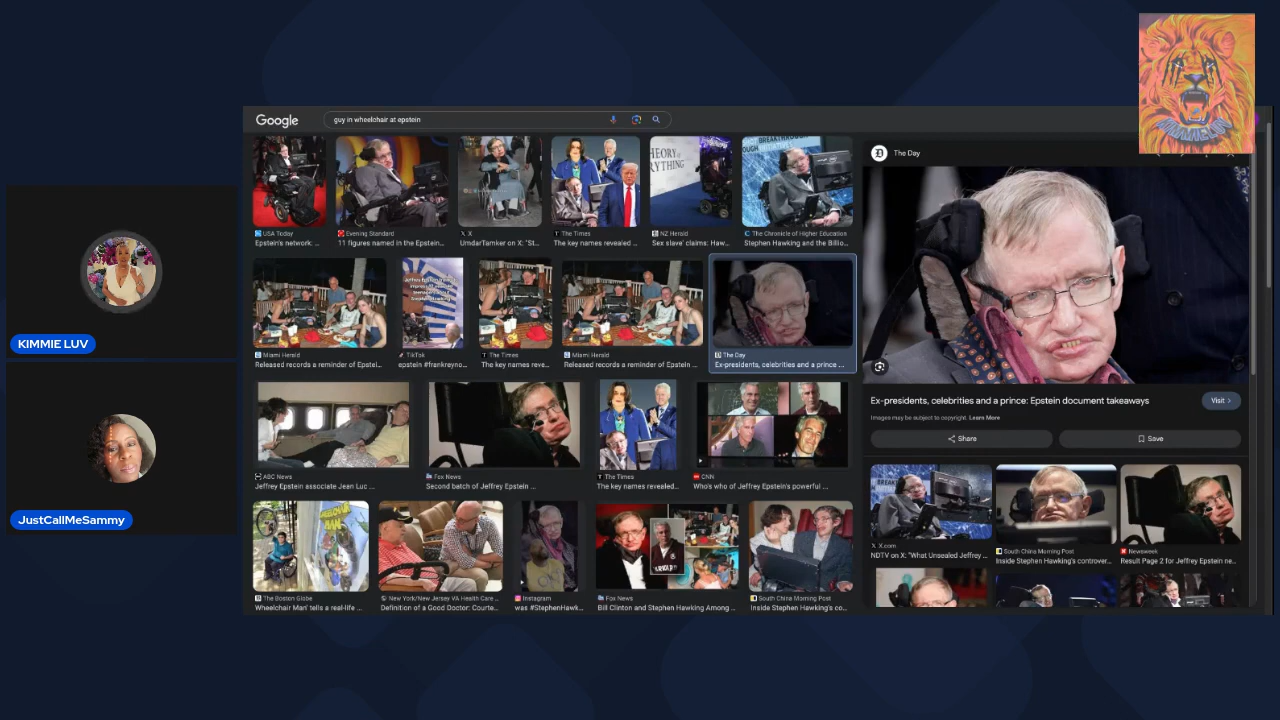 Google
guy in wheelchair at epstein
The Day
USA Today
Epstein's network: ...
Evening Standard
11 figures named in the Epstein...
X
UmdarTamker on X: "St...
The Times
The key names revealed ...
NZ Herald
Sex slave' claims: Haw...
The Chronicle of Higher Education
Stephen Hawking and the Billio...
Miami Herald
Released records a reminder of Epstei...
TikTok
epstein #frankreyno...
The Times
The key names reve...
Miami Herald
Released records a reminder of Epstein ...
The Day
Ex-presidents, celebrities and a prince ...
KIMMIE LUV
Ex-presidents, celebrities and a prince: Epstein document takeaways
Visit
Images may be subject to copyright. Learn More
Share
Save
ABC News
Jeffrey Epstein associate Jean Luc ...
Fox News
Second batch of Jeffrey Epstein ...
The Times
The key names revealed...
CNN
Who's who of Jeffrey Epstein's powerful ...
JustCallMeSammy
X.com
NDTV on X: "What Unsealed Jeffrey ...
South China Morning Post
Inside Stephen Hawking's controver...
Newsweek
Result Page 2 for Jeffrey Epstein ne...
The Boston Globe
Wheelchair Man' tells a real-life ...
New York/New Jersey VA Health Care ...
Definition of a Good Doctor: Courte...
Instagram
was #StephenHawk...
Fox News
Bill Clinton and Stephen Hawking Among ...
South China Morning Post
Inside Stephen Hawking's co...